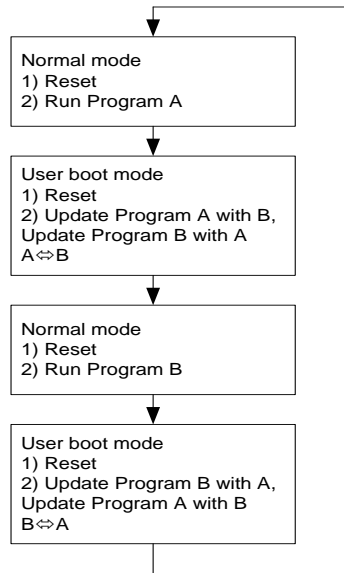 Normal mode
1) Reset
2) Run Program A
User boot mode
1) Reset
2) Update Program A with B,
Update Program B with A
A⇔B
Normal mode
1) Reset
2) Run Program B
User boot mode
1) Reset
2) Update Program B with A,
Update Program A with B
B⇔A